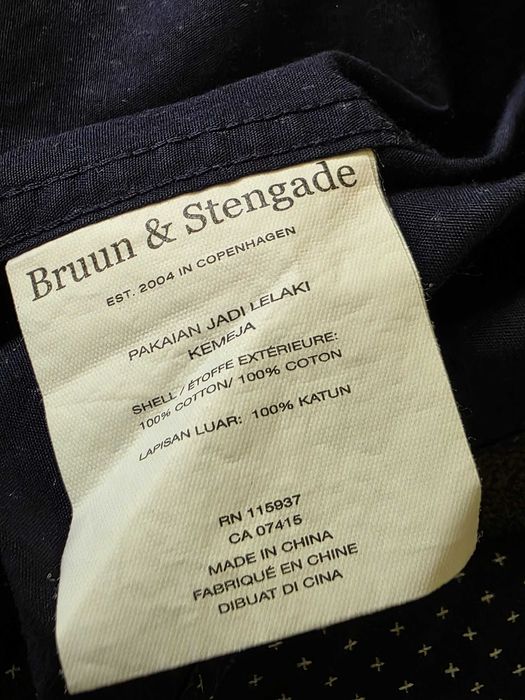 Bruun & Stengade
EST. 2004 IN COPENHAGEN
PAKAIAN JADI LELAKI
KEMEJA
SHELL / ÉTOFFE EXTÉRIEURE:
100% COTTON/ 100% COTON
LAPISAN LUAR: 100% KATUN
RN 115937
CA 07415
MADE IN CHINA
FABRIQUÉ EN CHINE
DIBUAT DI CINA